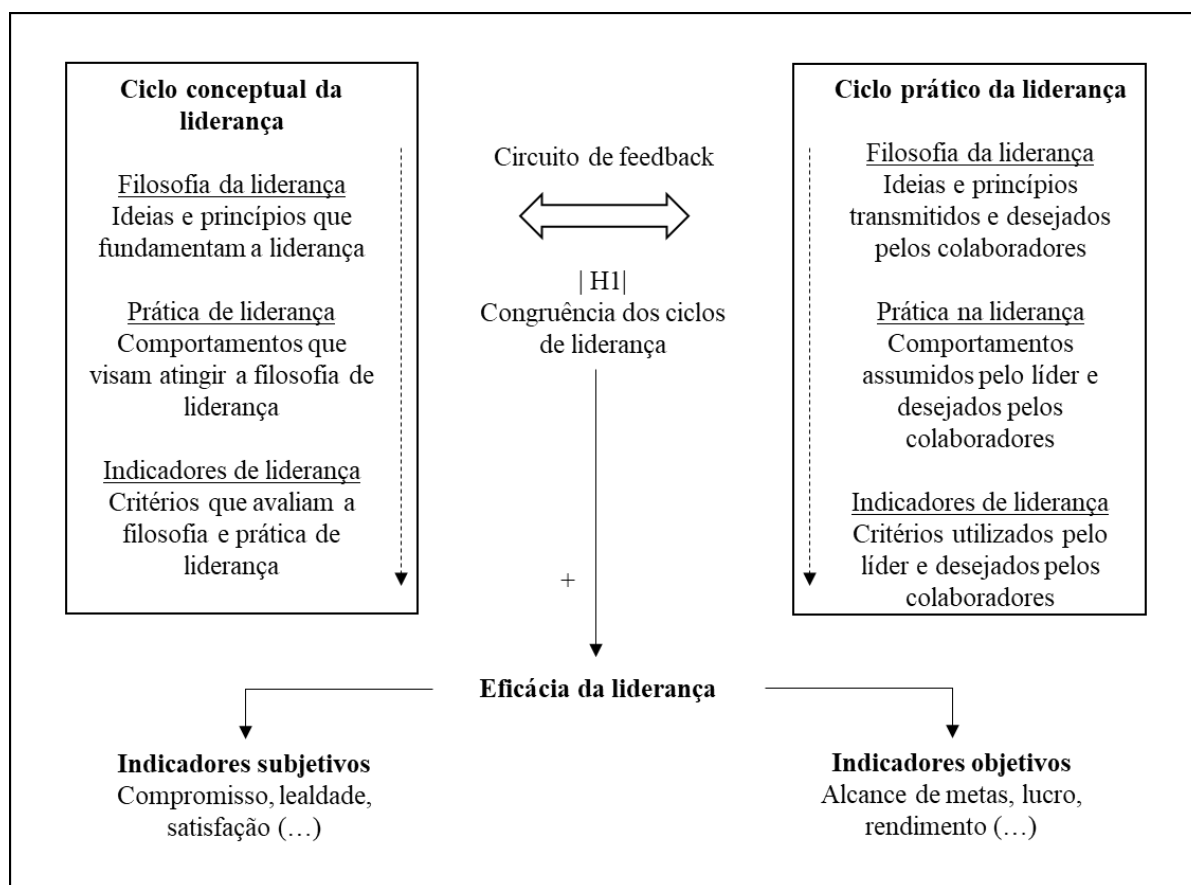 Ciclo conceptual da
liderança
Filosofia da liderança
Ideias e princípios que
fundamentam a liderança
Prática de liderança
Comportamentos que
visam atingir a filosofia de
liderança
Indicadores de liderança
Critérios que avaliam a
filosofia e prática de
liderança
Circuito de feedback
| H1|
Congruência dos ciclos
de liderança
+
Ciclo prático da liderança
Filosofia da liderança
Ideias e princípios
transmitidos e desejados
pelos colaboradores
Prática na liderança
Comportamentos
assumidos pelo líder e
desejados pelos
colaboradores
Indicadores de liderança
Critérios utilizados pelo
líder e desejados pelos
colaboradores
Eficácia da liderança
Indicadores subjetivos
Compromisso, lealdade,
satisfação (…)
Indicadores objetivos
Alcance de metas, lucro,
rendimento (…)